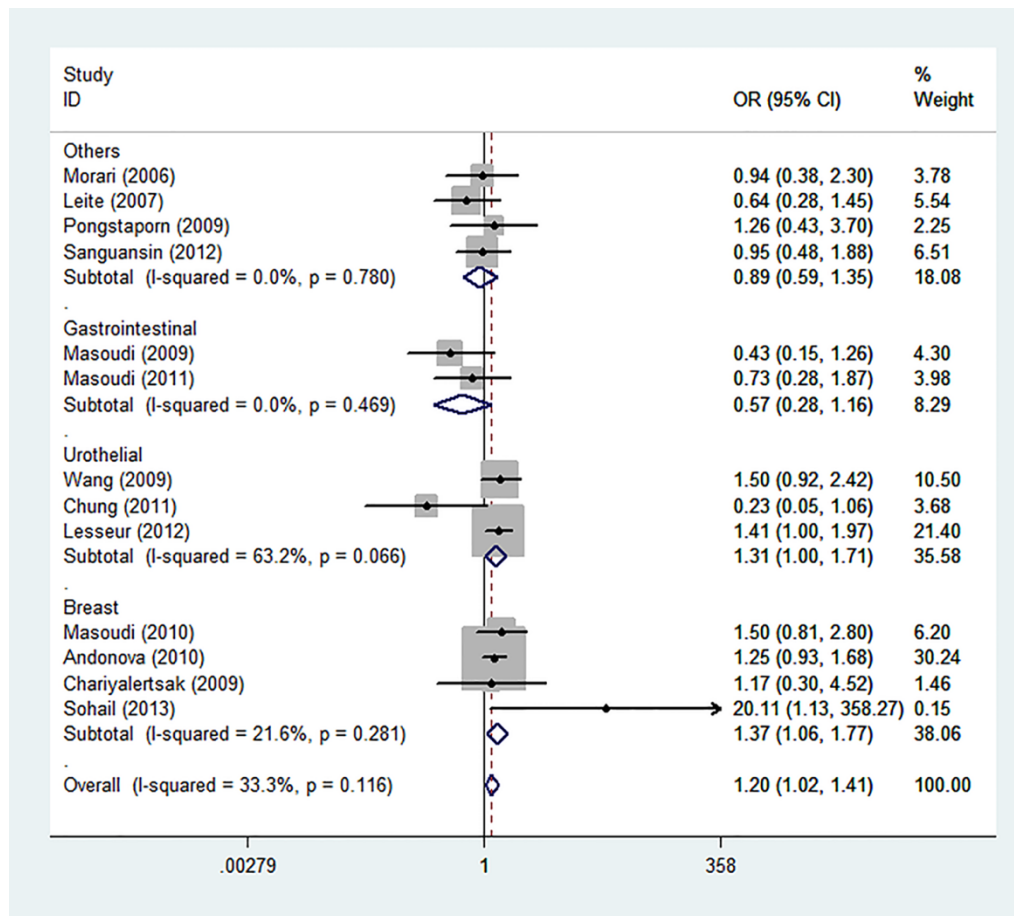 Study %
ID OR (95% CI) Weight
Others
Morari (2006) 0.94 (0.38, 2.30) 3.78
Leite (2007) 0.64 (0.28, 1.45) 5.54
Pongstaporn (2009) 1.26 (0.43, 3.70) 2.25
Sanguansin (2012) 0.95 (0.48, 1.88) 6.51
Subtotal (I-squared = 0.0%, p = 0.780) 0.89 (0.59, 1.35) 18.08
.
Gastrointestinal
Masoudi (2009) 0.43 (0.15, 1.26) 4.30
Masoudi (2011) 0.73 (0.28, 1.87) 3.98
Subtotal (I-squared = 0.0%, p = 0.469) 0.57 (0.28, 1.16) 8.29
.
Urothelial
Wang (2009) 1.50 (0.92, 2.42) 10.50
Chung (2011) 0.23 (0.05, 1.06) 3.68
Lesseur (2012) 1.41 (1.00, 1.97) 21.40
Subtotal (I-squared = 63.2%, p = 0.066) 1.31 (1.00, 1.71) 35.58
.
Breast
Masoudi (2010) 1.50 (0.81, 2.80) 6.20
Andonova (2010) 1.25 (0.93, 1.68) 30.24
Chariyalertsak (2009) 1.17 (0.30, 4.52) 1.46
Sohail (2013) 20.11 (1.13, 358.27) 0.15
Subtotal (I-squared = 21.6%, p = 0.281) 1.37 (1.06, 1.77) 38.06
.
Overall (I-squared = 33.3%, p = 0.116) 1.20 (1.02, 1.41) 100.00
.00279 1 358